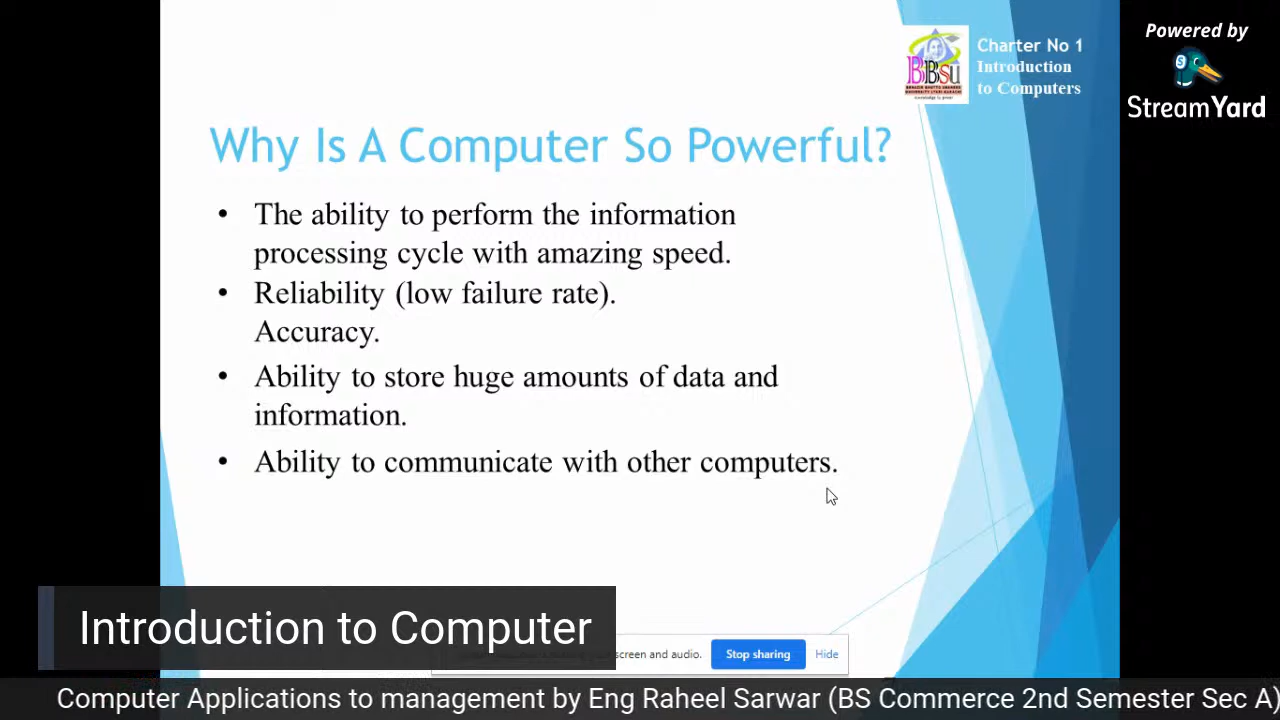 Powered by
StreamYard
Charter No 1
Introduction
to Computers
BBSU
Why Is A Computer So Powerful?
• The ability to perform the information
processing cycle with amazing speed.
• Reliability (low failure rate).
Accuracy.
• Ability to store huge amounts of data and
information.
• Ability to communicate with other computers.
Introduction to Computer
screen and audio.
Stop sharing
Hide
Computer Applications to management by Eng Raheel Sarwar (BS Commerce 2nd Semester Sec A)